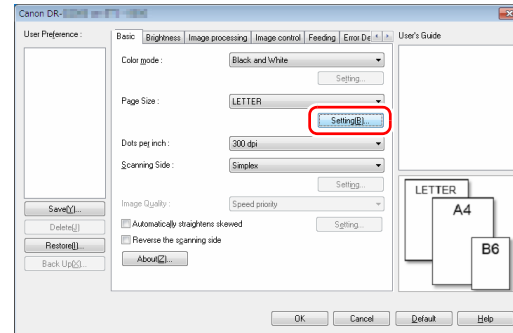 Canon DR-
User Preference :
Save(Y)...
Delete(J)
Restore(I)...
Back Up(X)...
Basic Brightness Image processing Image control Feeding Error De
Color mode : Black and White
Setting...
Page Size : LETTER
Setting(B)...
Dots per inch : 300 dpi
Scanning Side : Simplex
Setting...
Image Quality : Speed priority
Automatically straightens skewed Setting...
Reverse the scanning side
About(Z)...
User's Guide
LETTER
A4
B6
OK Cancel Default Help